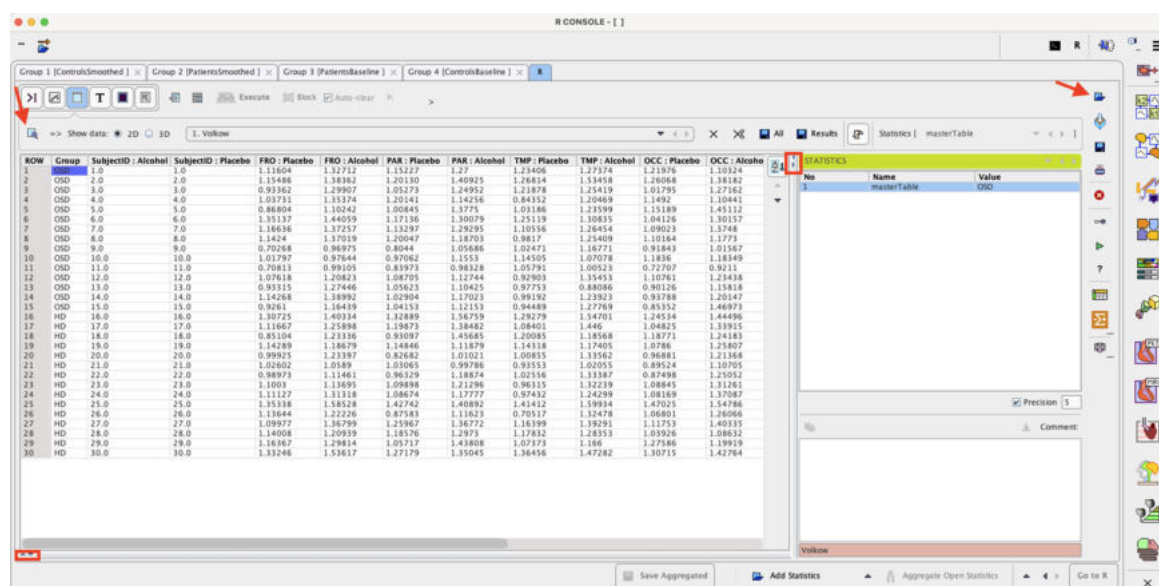 R CONSOLE - [ ]
R
Group 1 [ControlsSmoothed ] Group 2 [PatientsSmoothed ] Group 3 [PatientsBaseline ] Group 4 [ControlsBaseline ] R
T Execute Block Auto-clear >
=> Show data: 2D 3D 1. Volkow All Results Statistics [ masterTable ]
ROW Group SubjectID : Alcohol SubjectID : Placebo FRO : Placebo FRO : Alcohol PAR : Placebo PAR : Alcohol TMP : Placebo TMP : Alcohol OCC : Placebo OCC : Alcoho
1 OSD 1.0 1.0 1.11604 1.32712 1.15227 1.27 1.23406 1.27374 1.21976 1.10324
2 OSD 2.0 2.0 1.15486 1.38362 1.20130 1.40925 1.26814 1.53458 1.26068 1.38182
3 OSD 3.0 3.0 0.93362 1.29907 1.05273 1.24952 1.21878 1.25419 1.01795 1.27162
4 OSD 4.0 4.0 1.03731 1.35374 1.20141 1.14256 0.84352 1.20469 1.1492 1.10441
5 OSD 5.0 5.0 0.86804 1.10242 1.00845 1.3775 1.03186 1.23599 1.15189 1.45112
6 OSD 6.0 6.0 1.35137 1.44059 1.17136 1.30079 1.25119 1.30835 1.04126 1.30157
7 OSD 7.0 7.0 1.16636 1.37257 1.13297 1.29295 1.10556 1.26454 1.09023 1.3748
8 OSD 8.0 8.0 1.1424 1.37019 1.20047 1.18703 0.9817 1.25409 1.10164 1.1773
9 OSD 9.0 9.0 0.70268 0.96975 0.8044 1.05686 1.02471 1.16771 0.91843 1.01567
10 OSD 10.0 10.0 1.01797 0.97644 0.97062 1.1553 1.14505 1.07078 1.1836 1.18349
11 OSD 11.0 11.0 0.70813 0.99105 0.83973 0.98328 1.05791 1.00523 0.72707 0.9211
12 OSD 12.0 12.0 1.07618 1.20823 1.08705 1.12744 0.92903 1.35453 1.10761 1.23438
13 OSD 13.0 13.0 0.93315 1.27446 1.05623 1.10425 0.97753 0.88086 0.90126 1.15818
14 OSD 14.0 14.0 1.14268 1.38992 1.02904 1.17023 0.99192 1.23923 0.93788 1.20147
15 OSD 15.0 15.0 0.9261 1.16439 1.04153 1.12153 0.94489 1.27769 0.85352 1.46973
16 HD 16.0 16.0 1.30725 1.40334 1.32889 1.56759 1.29279 1.54701 1.24534 1.44496
17 HD 17.0 17.0 1.11667 1.25898 1.19873 1.38482 1.08401 1.446 1.04825 1.33915
18 HD 18.0 18.0 0.85104 1.23336 0.93097 1.45685 1.20085 1.18568 1.18771 1.24183
19 HD 19.0 19.0 1.14289 1.18679 1.14846 1.11879 1.14318 1.17405 1.0786 1.25807
20 HD 20.0 20.0 0.99925 1.23397 0.82682 1.01021 1.00855 1.33562 0.96881 1.21368
21 HD 21.0 21.0 1.02602 1.0589 1.03065 0.99786 0.93553 1.02055 0.89524 1.10705
22 HD 22.0 22.0 0.98973 1.11461 0.96329 1.18874 1.02556 1.33387 0.87498 1.25052
23 HD 23.0 23.0 1.1003 1.13695 1.09898 1.21296 0.96315 1.32239 1.08845 1.31261
24 HD 24.0 24.0 1.11127 1.31318 1.08674 1.17777 0.97432 1.24299 1.08169 1.37087
25 HD 25.0 25.0 1.35338 1.58528 1.42742 1.40892 1.41412 1.59934 1.47025 1.54786
26 HD 26.0 26.0 1.13644 1.22226 0.87583 1.11623 0.70517 1.32478 1.06801 1.26066
27 HD 27.0 27.0 1.09977 1.36799 1.25967 1.36772 1.16399 1.39291 1.11753 1.40335
28 HD 28.0 28.0 1.14008 1.20939 1.18576 1.2973 1.17832 1.28353 1.03926 1.08632
29 HD 29.0 29.0 1.16367 1.29814 1.05717 1.43808 1.07373 1.166 1.27586 1.19919
30 HD 30.0 30.0 1.33246 1.53617 1.27179 1.35045 1.36456 1.47282 1.30715 1.42764
STATISTICS
No Name Value
1 masterTable OSD
Precision 5
Comment:
Volkow
Save Aggregated Add Statistics Aggregate Open Statistics Go to R